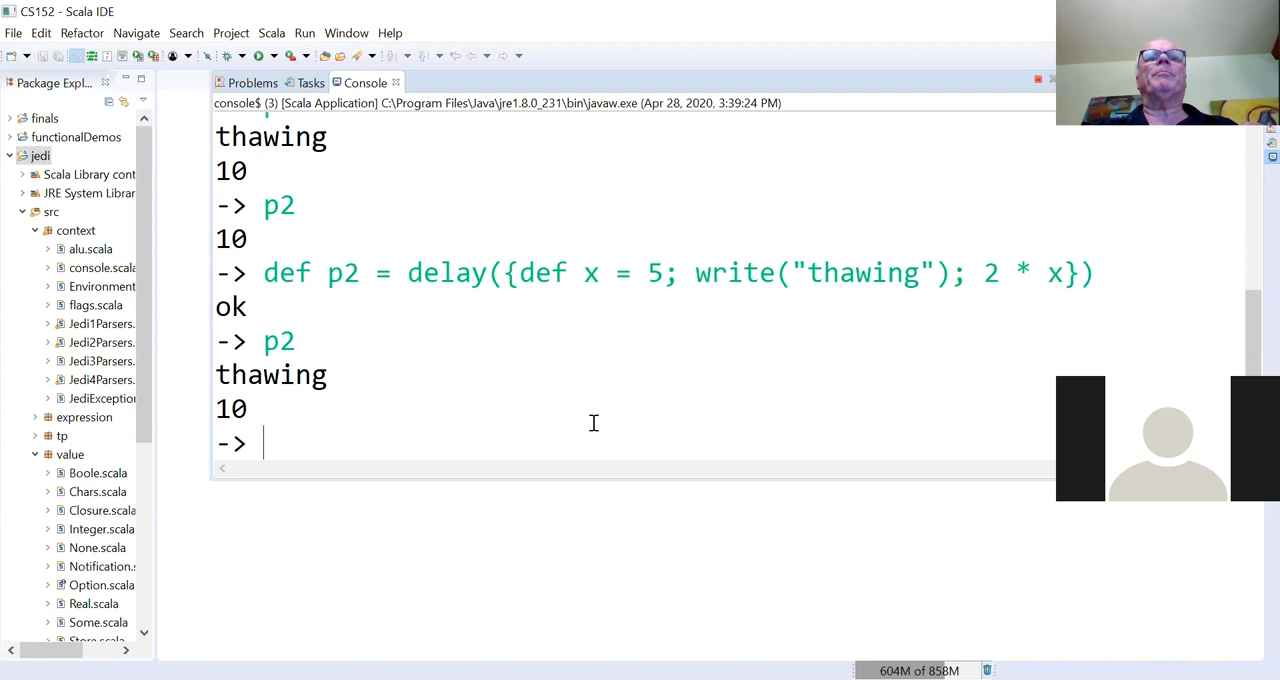 CS152 - Scala IDE
File Edit Refactor Navigate Search Project Scala Run Window Help
Package Expl...
Problems Tasks Console
console$ (3) [Scala Application] C:\Program Files\Java\jre1.8.0_231\bin\javaw.exe (Apr 28, 2020, 3:39:24 PM)
finals
functionalDemos
jedi
Scala Library cont
JRE System Librar
src
context
alu.scala
console.scala
Environment
flags.scala
Jedi1Parsers.
Jedi2Parsers.
Jedi3Parsers.
Jedi4Parsers.
JediException
expression
tp
value
Boole.scala
Chars.scala
Closure.scala
Integer.scala
None.scala
Notification.
Option.scala
Real.scala
Some.scala
Store.scala
thawing
10
-> p2
10
-> def p2 = delay({def x = 5; write("thawing"); 2 * x})
ok
-> p2
thawing
10
->
604M of 858M